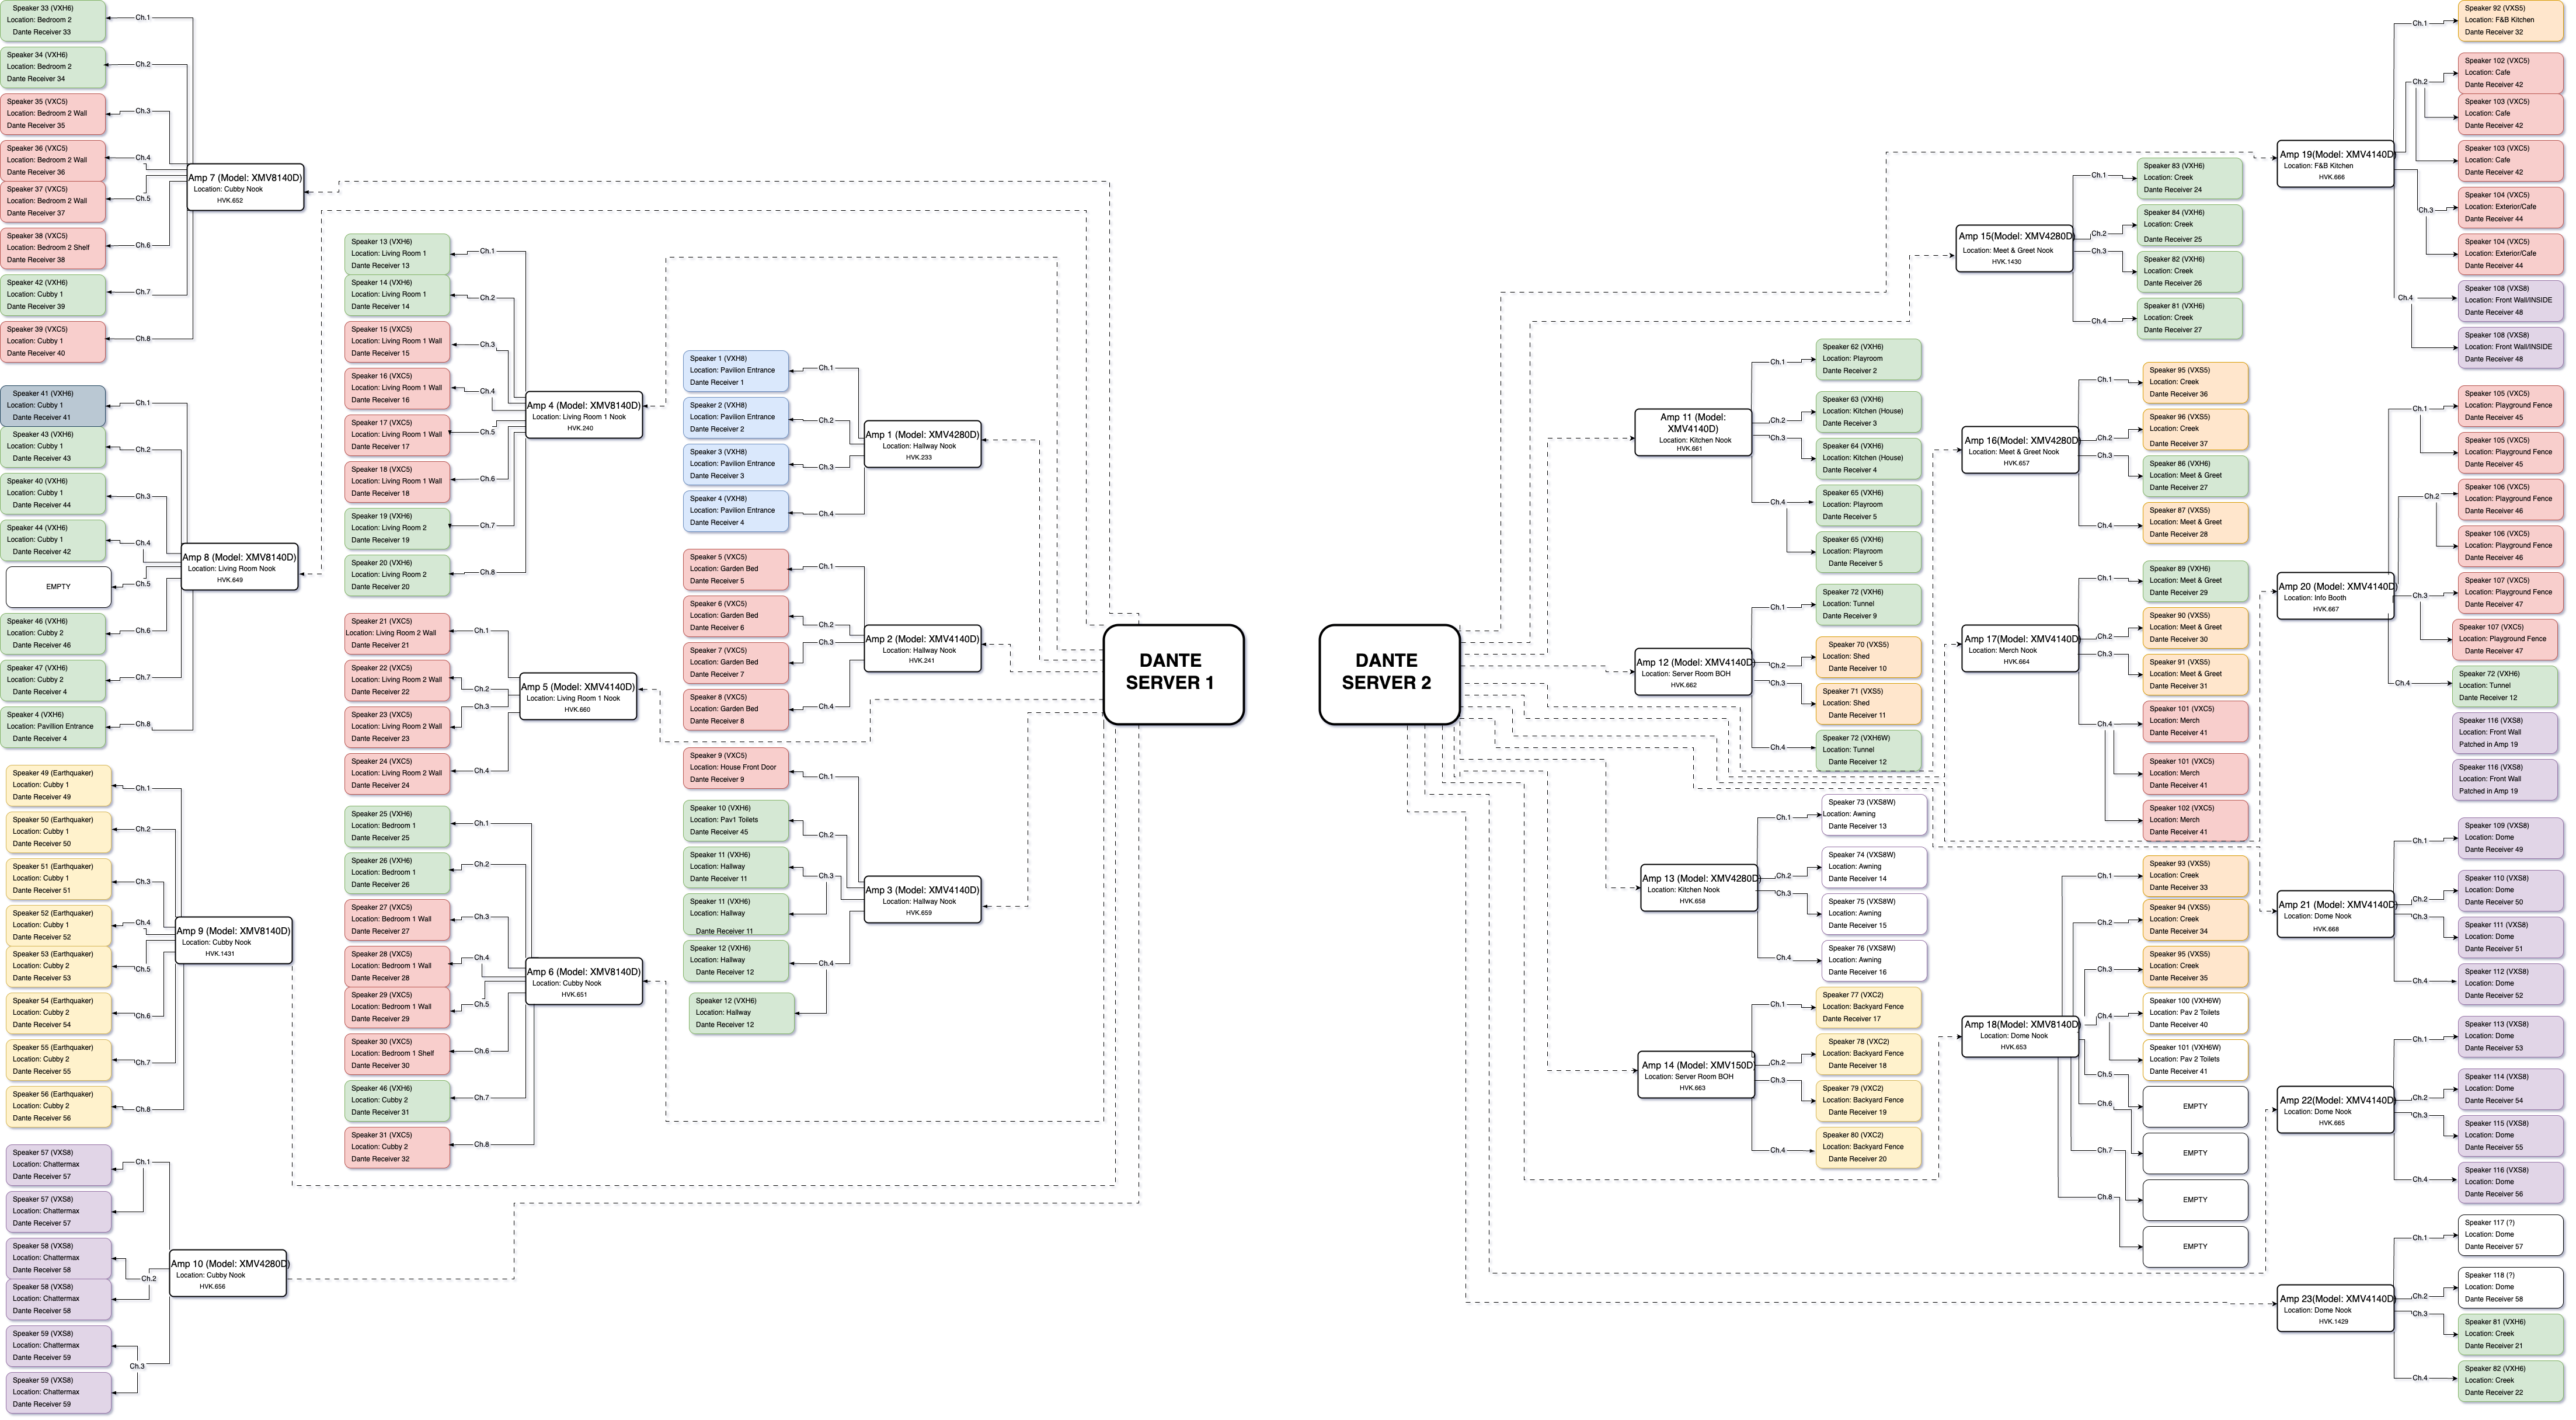 Speaker 33 (VXH6)
Location: Bedroom 2
Dante Receiver 33
Ch.1
Speaker 34 (VXH6)
Location: Bedroom 2
Dante Receiver 34
Ch.2
Speaker 35 (VXC5)
Location: Bedroom 2 Wall
Dante Receiver 35
Ch.3
Speaker 36 (VXC5)
Location: Bedroom 2 Wall
Dante Receiver 36
Ch.4
Speaker 37 (VXC5)
Location: Bedroom 2 Wall
Dante Receiver 37
Ch.5
Speaker 38 (VXC5)
Location: Bedroom 2 Shelf
Dante Receiver 38
Ch.6
Speaker 42 (VXH6)
Location: Cubby 1
Dante Receiver 39
Ch.7
Speaker 39 (VXC5)
Location: Cubby 1
Dante Receiver 40
Ch.8
Amp 7 (Model: XMV8140D)
Location: Cubby Nook
HVK.652
Speaker 41 (VXH6)
Location: Cubby 1
Dante Receiver 41
Ch.1
Speaker 43 (VXH6)
Location: Cubby 1
Dante Receiver 43
Ch.2
Speaker 40 (VXH6)
Location: Cubby 1
Dante Receiver 44
Ch.3
Speaker 44 (VXH6)
Location: Cubby 1
Dante Receiver 42
Ch.4
EMPTY
Ch.5
Speaker 46 (VXH6)
Location: Cubby 2
Dante Receiver 46
Ch.6
Speaker 47 (VXH6)
Location: Cubby 2
Dante Receiver 4
Ch.7
Speaker 4 (VXH6)
Location: Pavillion Entrance
Dante Receiver 4
Ch.8
Amp 8 (Model: XMV8140D)
Location: Living Room Nook
HVK.649
Speaker 49 (Earthquaker)
Location: Cubby 1
Dante Receiver 49
Ch.1
Speaker 50 (Earthquaker)
Location: Cubby 1
Dante Receiver 50
Ch.2
Speaker 51 (Earthquaker)
Location: Cubby 1
Dante Receiver 51
Ch.3
Speaker 52 (Earthquaker)
Location: Cubby 1
Dante Receiver 52
Ch.4
Speaker 53 (Earthquaker)
Location: Cubby 2
Dante Receiver 53
Ch.5
Speaker 54 (Earthquaker)
Location: Cubby 2
Dante Receiver 54
Ch.6
Speaker 55 (Earthquaker)
Location: Cubby 2
Dante Receiver 55
Ch.7
Speaker 56 (Earthquaker)
Location: Cubby 2
Dante Receiver 56
Ch.8
Amp 9 (Model: XMV8140D)
Location: Cubby Nook
HVK.1431
Speaker 57 (VXS8)
Location: Chattermax
Dante Receiver 57
Ch.1
Speaker 57 (VXS8)
Location: Chattermax
Dante Receiver 57
Speaker 58 (VXS8)
Location: Chattermax
Dante Receiver 58
Ch.2
Speaker 58 (VXS8)
Location: Chattermax
Dante Receiver 58
Speaker 59 (VXS8)
Location: Chattermax
Dante Receiver 59
Ch.3
Speaker 59 (VXS8)
Location: Chattermax
Dante Receiver 59
Amp 10 (Model: XMV4280D)
Location: Cubby Nook
HVK.656
Speaker 13 (VXH6)
Location: Living Room 1
Dante Receiver 13
Ch.1
Speaker 14 (VXH6)
Location: Living Room 1
Dante Receiver 14
Ch.2
Speaker 15 (VXC5)
Location: Living Room 1 Wall
Dante Receiver 15
Ch.3
Speaker 16 (VXC5)
Location: Living Room 1 Wall
Dante Receiver 16
Ch.4
Speaker 17 (VXC5)
Location: Living Room 1 Wall
Dante Receiver 17
Ch.5
Speaker 18 (VXC5)
Location: Living Room 1 Wall
Dante Receiver 18
Ch.6
Speaker 19 (VXH6)
Location: Living Room 2
Dante Receiver 19
Ch.7
Speaker 20 (VXH6)
Location: Living Room 2
Dante Receiver 20
Ch.8
Amp 4 (Model: XMV8140D)
Location: Living Room 1 Nook
HVK.240
Speaker 21 (VXC5)
Location: Living Room 2 Wall
Dante Receiver 21
Ch.1
Speaker 22 (VXC5)
Location: Living Room 2 Wall
Dante Receiver 22
Ch.2
Speaker 23 (VXC5)
Location: Living Room 2 Wall
Dante Receiver 23
Ch.3
Speaker 24 (VXC5)
Location: Living Room 2 Wall
Dante Receiver 24
Ch.4
Amp 5 (Model: XMV4140D)
Location: Living Room 1 Nook
HVK.660
Speaker 25 (VXH6)
Location: Bedroom 1
Dante Receiver 25
Ch.1
Speaker 26 (VXH6)
Location: Bedroom 1
Dante Receiver 26
Ch.2
Speaker 27 (VXC5)
Location: Bedroom 1 Wall
Dante Receiver 27
Ch.3
Speaker 28 (VXC5)
Location: Bedroom 1 Wall
Dante Receiver 28
Ch.4
Speaker 29 (VXC5)
Location: Bedroom 1 Wall
Dante Receiver 29
Ch.5
Speaker 30 (VXC5)
Location: Bedroom 1 Shelf
Dante Receiver 30
Ch.6
Speaker 46 (VXH6)
Location: Cubby 2
Dante Receiver 31
Ch.7
Speaker 31 (VXC5)
Location: Cubby 2
Dante Receiver 32
Ch.8
Amp 6 (Model: XMV8140D)
Location: Cubby Nook
HVK.651
Speaker 1 (VXH8)
Location: Pavilion Entrance
Dante Receiver 1
Ch.1
Speaker 2 (VXH8)
Location: Pavilion Entrance
Dante Receiver 2
Ch.2
Speaker 3 (VXH8)
Location: Pavilion Entrance
Dante Receiver 3
Ch.3
Speaker 4 (VXH8)
Location: Pavilion Entrance
Dante Receiver 4
Ch.4
Amp 1 (Model: XMV4280D)
Location: Hallway Nook
HVK.233
Speaker 5 (VXC5)
Location: Garden Bed
Dante Receiver 5
Ch.1
Speaker 6 (VXC5)
Location: Garden Bed
Dante Receiver 6
Ch.2
Speaker 7 (VXC5)
Location: Garden Bed
Dante Receiver 7
Ch.3
Speaker 8 (VXC5)
Location: Garden Bed
Dante Receiver 8
Ch.4
Amp 2 (Model: XMV4140D)
Location: Hallway Nook
HVK.241
Speaker 9 (VXC5)
Location: House Front Door
Dante Receiver 9
Ch.1
Speaker 10 (VXH6)
Location: Pav1 Toilets
Dante Receiver 45
Ch.2
Speaker 11 (VXH6)
Location: Hallway
Dante Receiver 11
Ch.3
Speaker 11 (VXH6)
Location: Hallway
Dante Receiver 11
Speaker 12 (VXH6)
Location: Hallway
Dante Receiver 12
Ch.4
Speaker 12 (VXH6)
Location: Hallway
Dante Receiver 12
Amp 3 (Model: XMV4140D)
Location: Hallway Nook
HVK.659
DANTE
SERVER 1
DANTE
SERVER 2
Amp 11 (Model:
XMV4140D)
Location: Kitchen Nook
HVK.661
Ch.1
Speaker 62 (VXH6)
Location: Playroom
Dante Receiver 2
Ch.2
Speaker 63 (VXH6)
Location: Kitchen (House)
Dante Receiver 3
Ch.3
Speaker 64 (VXH6)
Location: Kitchen (House)
Dante Receiver 4
Ch.4
Speaker 65 (VXH6)
Location: Playroom
Dante Receiver 5
Speaker 65 (VXH6)
Location: Playroom
Dante Receiver 5
Amp 12 (Model: XMV4140D)
Location: Server Room BOH
HVK.662
Ch.1
Speaker 72 (VXH6)
Location: Tunnel
Dante Receiver 9
Ch.2
Speaker 70 (VXS5)
Location: Shed
Dante Receiver 10
Ch.3
Speaker 71 (VXS5)
Location: Shed
Dante Receiver 11
Ch.4
Speaker 72 (VXH6W)
Location: Tunnel
Dante Receiver 12
Amp 13 (Model: XMV4280D)
Location: Kitchen Nook
HVK.658
Ch.1
Speaker 73 (VXS8W)
Location: Awning
Dante Receiver 13
Ch.2
Speaker 74 (VXS8W)
Location: Awning
Dante Receiver 14
Ch.3
Speaker 75 (VXS8W)
Location: Awning
Dante Receiver 15
Ch.4
Speaker 76 (VXS8W)
Location: Awning
Dante Receiver 16
Amp 14 (Model: XMV150D)
Location: Server Room BOH
HVK.663
Ch.1
Speaker 77 (VXC2)
Location: Backyard Fence
Dante Receiver 17
Ch.2
Speaker 78 (VXC2)
Location: Backyard Fence
Dante Receiver 18
Ch.3
Speaker 79 (VXC2)
Location: Backyard Fence
Dante Receiver 19
Ch.4
Speaker 80 (VXC2)
Location: Backyard Fence
Dante Receiver 20
Amp 15(Model: XMV4280D)
Location: Meet & Greet Nook
HVK.1430
Ch.1
Speaker 83 (VXH6)
Location: Creek
Dante Receiver 24
Ch.2
Speaker 84 (VXH6)
Location: Creek
Dante Receiver 25
Ch.3
Speaker 82 (VXH6)
Location: Creek
Dante Receiver 26
Ch.4
Speaker 81 (VXH6)
Location: Creek
Dante Receiver 27
Amp 16(Model: XMV4280D)
Location: Meet & Greet Nook
HVK.657
Ch.1
Speaker 95 (VXS5)
Location: Creek
Dante Receiver 36
Ch.2
Speaker 96 (VXS5)
Location: Creek
Dante Receiver 37
Ch.3
Speaker 86 (VXH6)
Location: Meet & Greet
Dante Receiver 27
Ch.4
Speaker 87 (VXS5)
Location: Meet & Greet
Dante Receiver 28
Amp 17(Model: XMV4140D)
Location: Merch Nook
HVK.664
Ch.1
Speaker 89 (VXH6)
Location: Meet & Greet
Dante Receiver 29
Ch.2
Speaker 90 (VXS5)
Location: Meet & Greet
Dante Receiver 30
Ch.3
Speaker 91 (VXS5)
Location: Meet & Greet
Dante Receiver 31
Ch.4
Speaker 101 (VXC5)
Location: Merch
Dante Receiver 41
Speaker 101 (VXC5)
Location: Merch
Dante Receiver 41
Speaker 102 (VXC5)
Location: Merch
Dante Receiver 41
Amp 18(Model: XMV8140D)
Location: Dome Nook
HVK.653
Ch.1
Speaker 93 (VXS5)
Location: Creek
Dante Receiver 33
Ch.2
Speaker 94 (VXS5)
Location: Creek
Dante Receiver 34
Ch.3
Speaker 95 (VXS5)
Location: Creek
Dante Receiver 35
Ch.4
Speaker 100 (VXH6W)
Location: Pav 2 Toilets
Dante Receiver 40
Speaker 101 (VXH6W)
Location: Pav 2 Toilets
Dante Receiver 41
Ch.5
EMPTY
Ch.6
EMPTY
Ch.7
EMPTY
Ch.8
EMPTY
Amp 19(Model: XMV4140D)
Location: F&B Kitchen
HVK.666
Ch.1
Speaker 92 (VXS5)
Location: F&B Kitchen
Dante Receiver 32
Ch.2
Speaker 102 (VXC5)
Location: Cafe
Dante Receiver 42
Speaker 103 (VXC5)
Location: Cafe
Dante Receiver 42
Speaker 103 (VXC5)
Location: Cafe
Dante Receiver 42
Ch.3
Speaker 104 (VXC5)
Location: Exterior/Cafe
Dante Receiver 44
Speaker 104 (VXC5)
Location: Exterior/Cafe
Dante Receiver 44
Ch.4
Speaker 108 (VXS8)
Location: Front Wall/INSIDE
Dante Receiver 48
Speaker 108 (VXS8)
Location: Front Wall/INSIDE
Dante Receiver 48
Amp 20 (Model: XMV4140D)
Location: Info Booth
HVK.667
Ch.1
Speaker 105 (VXC5)
Location: Playground Fence
Dante Receiver 45
Speaker 105 (VXC5)
Location: Playground Fence
Dante Receiver 45
Ch.2
Speaker 106 (VXC5)
Location: Playground Fence
Dante Receiver 46
Speaker 106 (VXC5)
Location: Playground Fence
Dante Receiver 46
Ch.3
Speaker 107 (VXC5)
Location: Playground Fence
Dante Receiver 47
Speaker 107 (VXC5)
Location: Playground Fence
Dante Receiver 47
Ch.4
Speaker 72 (VXH6)
Location: Tunnel
Dante Receiver 12
Speaker 116 (VXS8)
Location: Front Wall
Patched in Amp 19
Speaker 116 (VXS8)
Location: Front Wall
Patched in Amp 19
Amp 21 (Model: XMV4140D)
Location: Dome Nook
HVK.668
Ch.1
Speaker 109 (VXS8)
Location: Dome
Dante Receiver 49
Ch.2
Speaker 110 (VXS8)
Location: Dome
Dante Receiver 50
Ch.3
Speaker 111 (VXS8)
Location: Dome
Dante Receiver 51
Ch.4
Speaker 112 (VXS8)
Location: Dome
Dante Receiver 52
Amp 22(Model: XMV4140D)
Location: Dome Nook
HVK.665
Ch.1
Speaker 113 (VXS8)
Location: Dome
Dante Receiver 53
Ch.2
Speaker 114 (VXS8)
Location: Dome
Dante Receiver 54
Ch.3
Speaker 115 (VXS8)
Location: Dome
Dante Receiver 55
Ch.4
Speaker 116 (VXS8)
Location: Dome
Dante Receiver 56
Amp 23(Model: XMV4140D)
Location: Dome Nook
HVK.1429
Ch.1
Speaker 117 (?)
Location: Dome
Dante Receiver 57
Ch.2
Speaker 118 (?)
Location: Dome
Dante Receiver 58
Ch.3
Speaker 81 (VXH6)
Location: Creek
Dante Receiver 21
Ch.4
Speaker 82 (VXH6)
Location: Creek
Dante Receiver 22